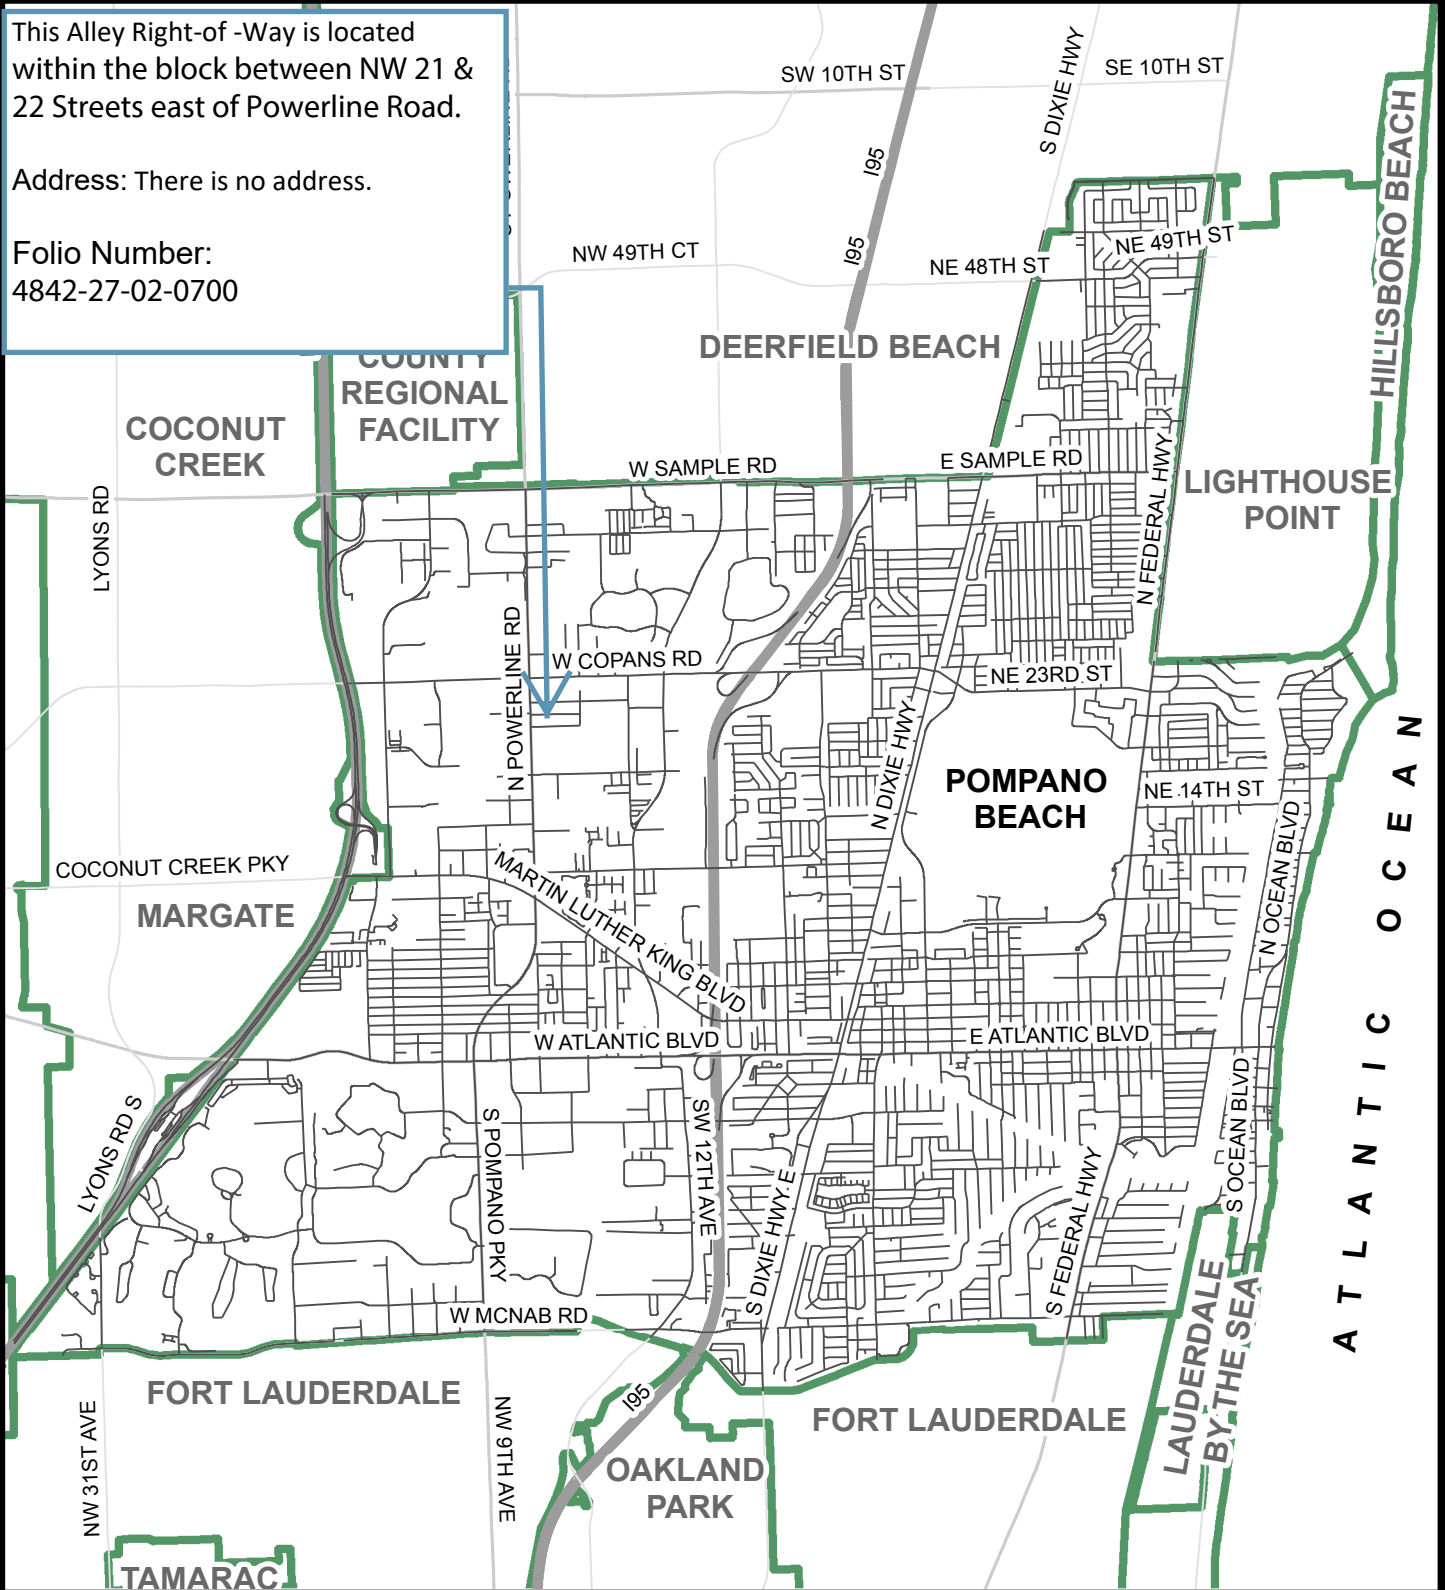 This Alley Right-of -Way is located
within the block between NW 21 &
22 Streets east of Powerline Road.
Address: There is no address.
Folio Number:
4842-27-02-0700
SW 10TH ST
SE 10TH ST
S DIXIE HWY
I95
I95
NW 49TH CT
NE 48TH ST
NE 49TH ST
HILLSBORO BEACH
DEERFIELD BEACH
COUNTY
REGIONAL
FACILITY
COCONUT
CREEK
W SAMPLE RD
E SAMPLE RD
LIGHTHOUSE
POINT
LYONS RD
N FEDERAL HWY
N POWERLINE RD
W COPANS RD
NE 23RD ST
N DIXIE HWY
POMPANO
BEACH
NE 14TH ST
ATLANTIC OCEAN
COCONUT CREEK PKY
MARGATE
MARTIN LUTHER KING BLVD
N OCEAN BLVD
W ATLANTIC BLVD
E ATLANTIC BLVD
LYONS RD S
S POMPANO PKY
SW 12TH AVE
S DIXIE HWY E
S FEDERAL HWY
S OCEAN BLVD
W MCNAB RD
FORT LAUDERDALE
FORT LAUDERDALE
LAUDERDALE
BY THE SEA
I95
NW 31ST AVE
NW 9TH AVE
OAKLAND
PARK
TAMARAC